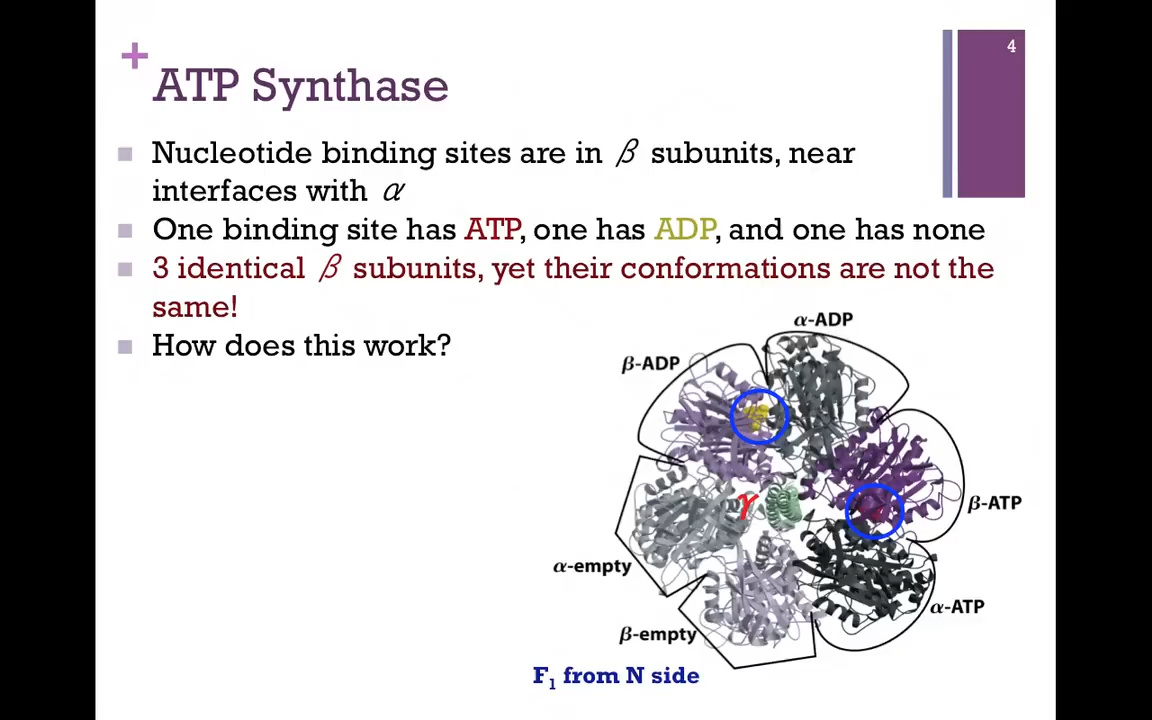 4
+
ATP Synthase
■ Nucleotide binding sites are in β subunits, near
interfaces with α
■ One binding site has ATP, one has ADP, and one has none
■ 3 identical β subunits, yet their conformations are not the
same!
■ How does this work?
α-ADP
β-ADP
β-ATP
γ
α-empty
α-ATP
β-empty
F₁ from N side